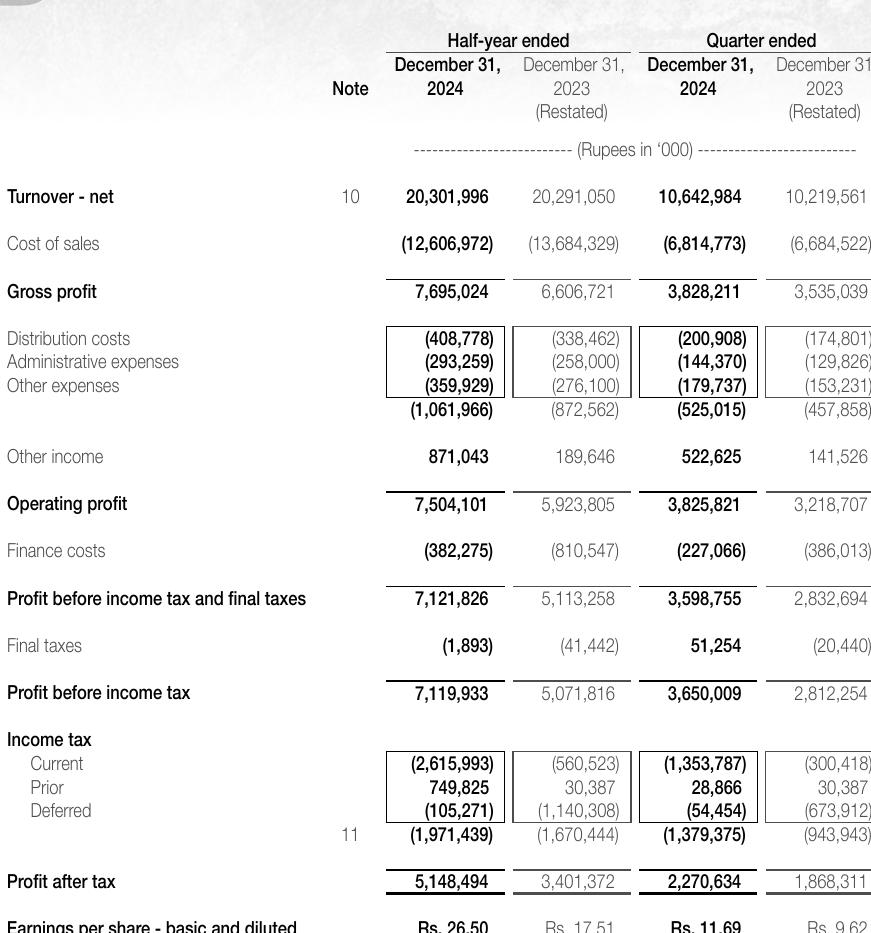 Half-year ended Quarter ended
December 31, December 31, December 31, December 31
Note 2024 2023 2024 2023
(Restated) (Restated)
-------------------------- (Rupees in ‘000) --------------------------
Turnover - net 10 20,301,996 20,291,050 10,642,984 10,219,561
Cost of sales (12,606,972) (13,684,329) (6,814,773) (6,684,522)
Gross profit 7,695,024 6,606,721 3,828,211 3,535,039
Distribution costs (408,778) (338,462) (200,908) (174,801)
Administrative expenses (293,259) (258,000) (144,370) (129,826)
Other expenses (359,929) (276,100) (179,737) (153,231)
(1,061,966) (872,562) (525,015) (457,858)
Other income 871,043 189,646 522,625 141,526
Operating profit 7,504,101 5,923,805 3,825,821 3,218,707
Finance costs (382,275) (810,547) (227,066) (386,013)
Profit before income tax and final taxes 7,121,826 5,113,258 3,598,755 2,832,694
Final taxes (1,893) (41,442) 51,254 (20,440)
Profit before income tax 7,119,933 5,071,816 3,650,009 2,812,254
Income tax
Current (2,615,993) (560,523) (1,353,787) (300,418)
Prior 749,825 30,387 28,866 30,387
Deferred (105,271) (1,140,308) (54,454) (673,912)
11 (1,971,439) (1,670,444) (1,379,375) (943,943)
Profit after tax 5,148,494 3,401,372 2,270,634 1,868,311
Earnings per share - basic and diluted Rs. 26.50 Rs. 17.51 Rs. 11.69 Rs. 9.62